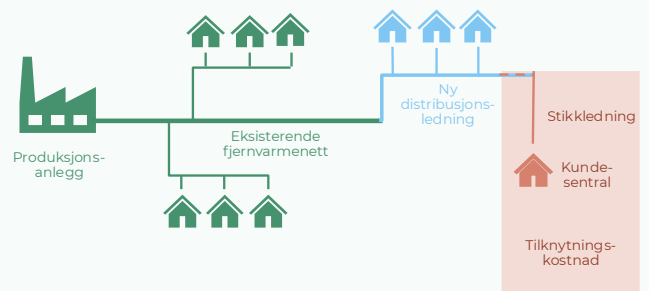 Produksjons-
anlegg
Eksisterende
fjernvarmenett
Ny
distribusjons-
ledning
Stikkledning
Kunde-
sentral
Tilknytnings-
kostnad